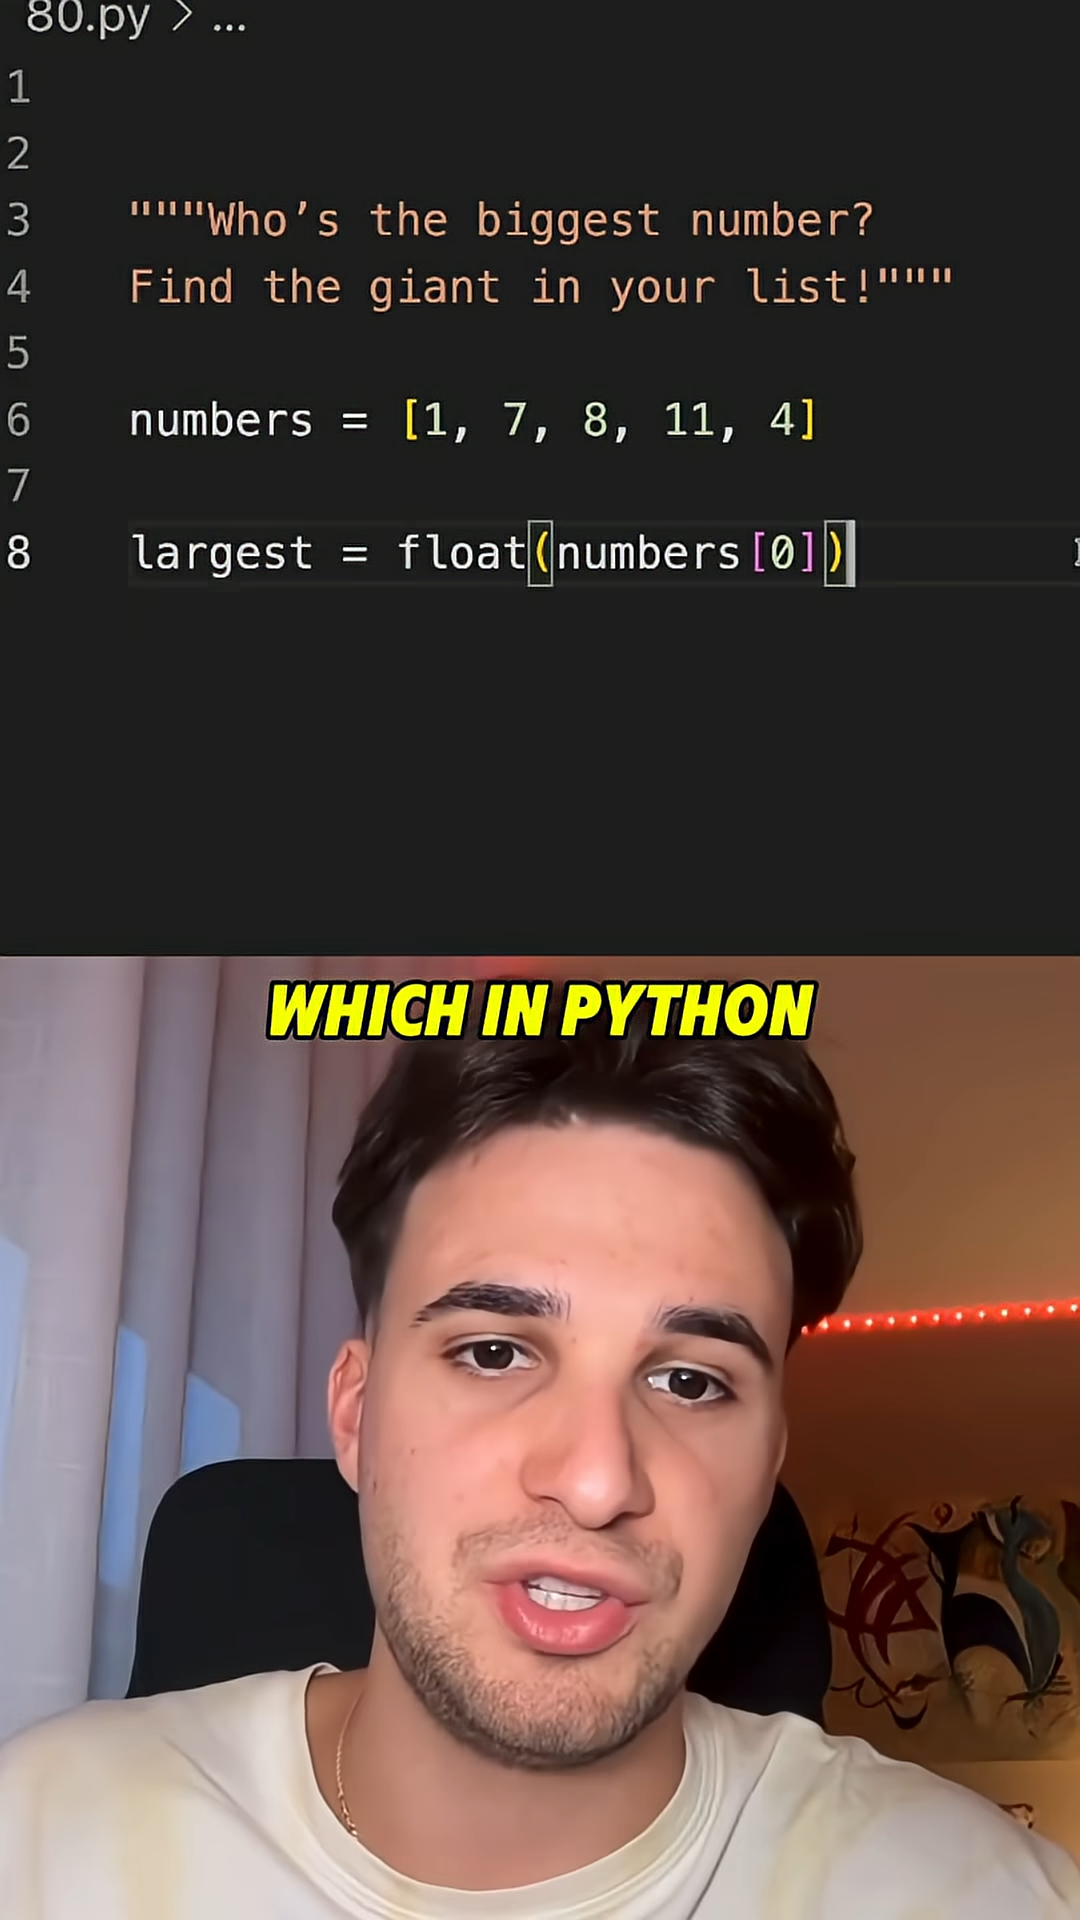 80.py > ...
1
2
3 """Who’s the biggest number?
4 Find the giant in your list!"""
5
6 numbers = [1, 7, 8, 11, 4]
7
8 largest = float(numbers[0])
WHICH IN PYTHON